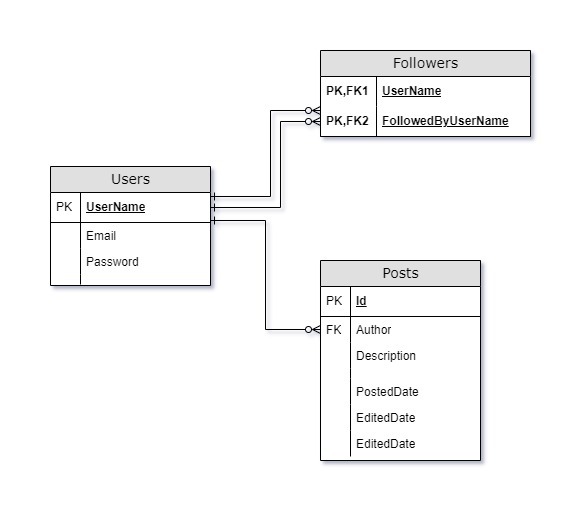 Followers
PK,FK1 UserName
PK,FK2 FollowedByUserName
Users
PK UserName
Email
Password
Posts
PK Id
FK Author
Description
PostedDate
EditedDate
EditedDate